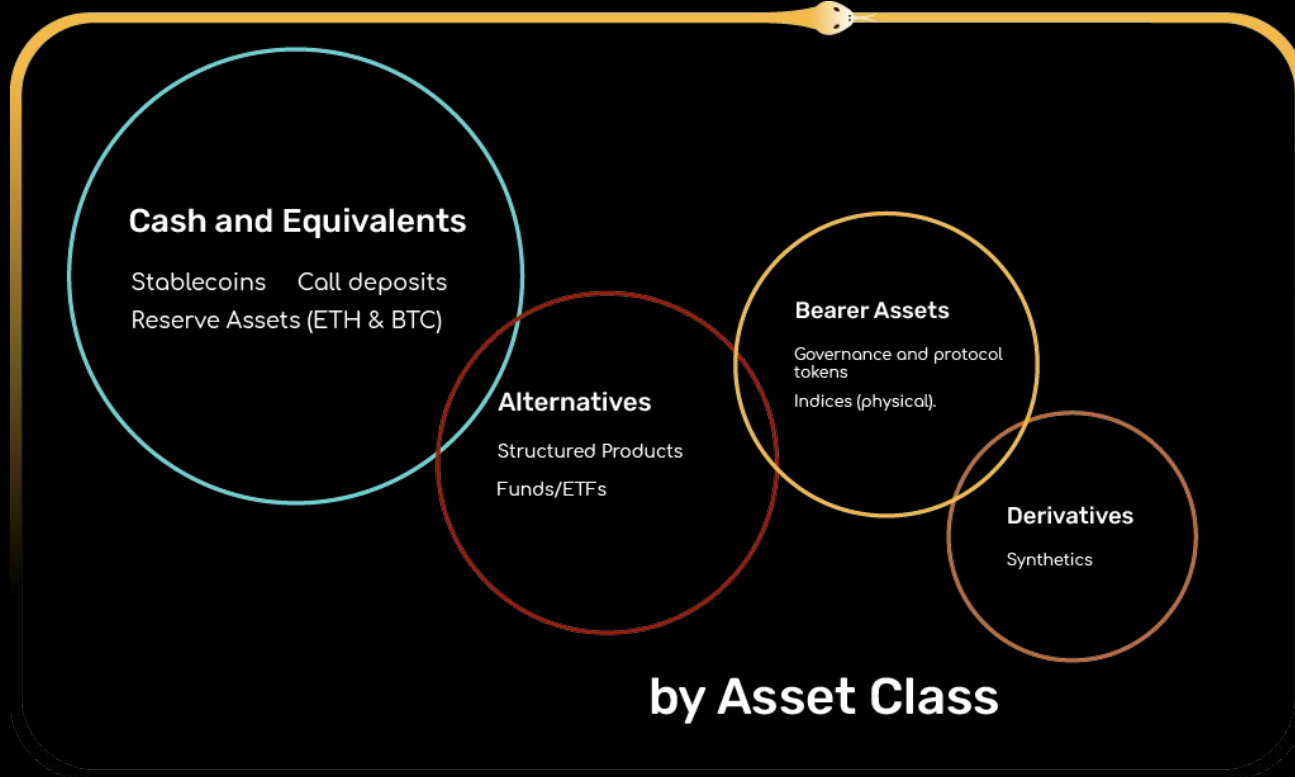 Cash and Equivalents
Stablecoins Call deposits
Reserve Assets (ETH & BTC)
Alternatives
Structured Products
Funds/ETFs
Bearer Assets
Governance and protocol
tokens
Indices (physical).
Derivatives
Synthetics
by Asset Class